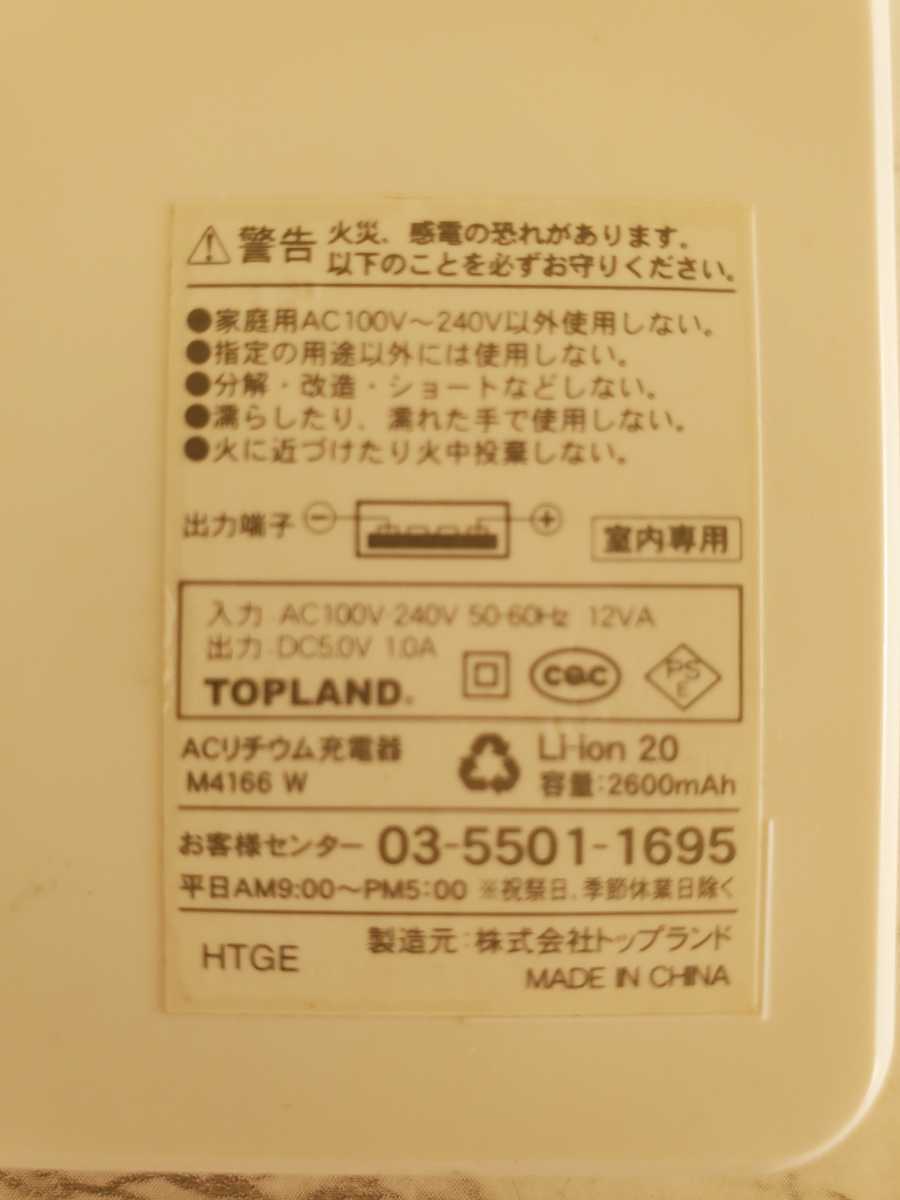 警告 火災、感電の恐れがあります。
以下のことを必ずお守りください。
●家庭用AC100V～240V以外使用しない。
●指定の用途以外には使用しない。
●分解・改造・ショートなどしない。
●濡らしたり、濡れた手で使用しない。
●火に近づけたり火中投棄しない。
出力端子 ⊖ ⊕ 室内専用
入力 AC100V-240V 50-60Hz 12VA
出力 DC5.0V 1.0A
TOPLAND® CQC PSE
ACリチウム充電器 Li-ion 20
M4166 W 容量:2600mAh
お客様センター 03-5501-1695
平日AM9:00～PM5:00 ※祝祭日、季節休業日除く
HTGE 製造元:株式会社トップランド
MADE IN CHINA